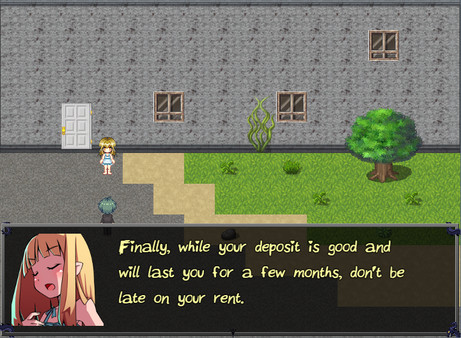 Finally, while your deposit is good and
will last you for a few months, don't be
late on your rent.